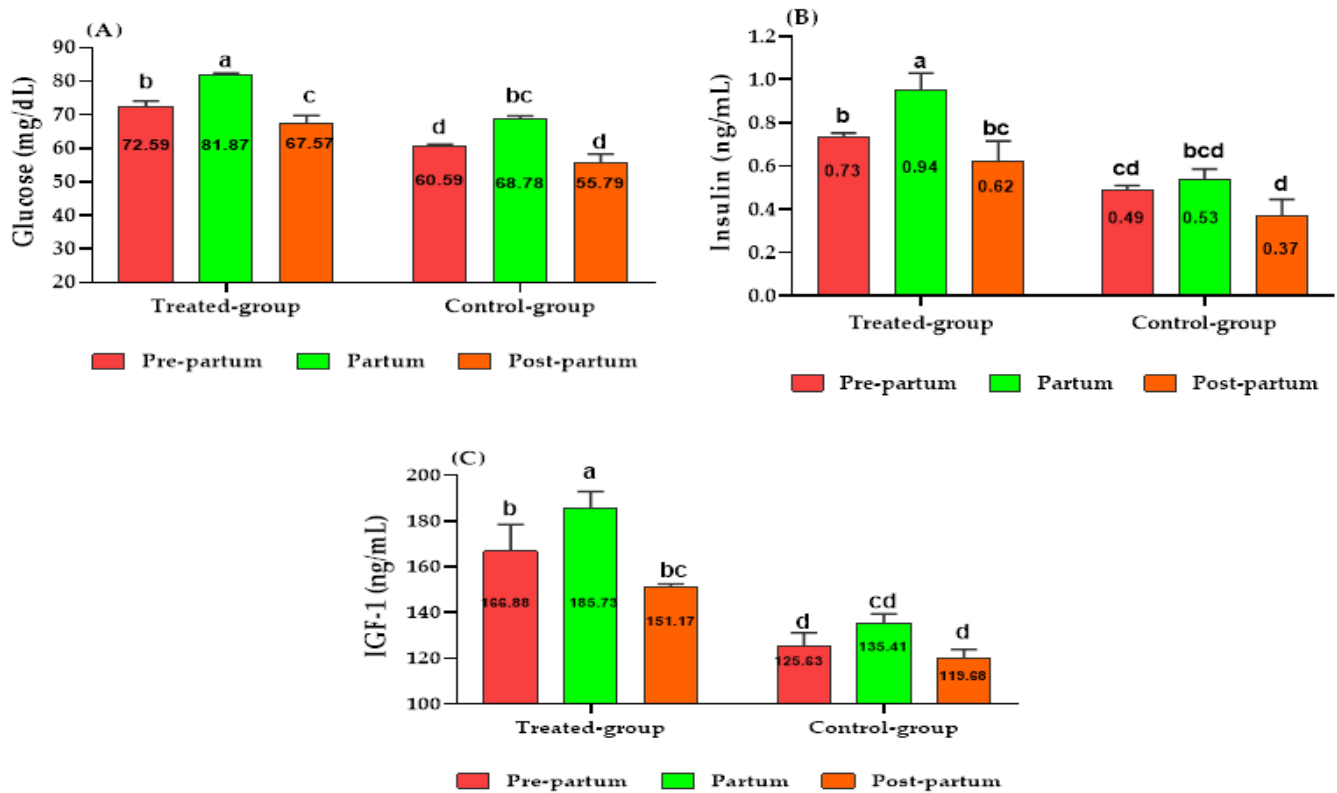 (A)
Glucose (mg/dL)
90
80
70
60
50
40
30
20
b
a
c
d
bc
d
72.59
81.87
67.57
60.59
68.78
55.79
Treated-group
Control-group
Pre-partum
Partum
Post-partum
(B)
Insulin (ng/mL)
1.2
1.0
0.8
0.6
0.4
0.2
0.0
b
a
bc
cd
bcd
d
0.73
0.94
0.62
0.49
0.53
0.37
Treated-group
Control-group
Pre-partum
Partum
Post-partum
(C)
IGF-1 (ng/mL)
200
180
160
140
120
100
b
a
bc
d
cd
d
166.88
185.73
151.17
125.63
135.41
119.68
Treated-group
Control-group
Pre-partum
Partum
Post-partum